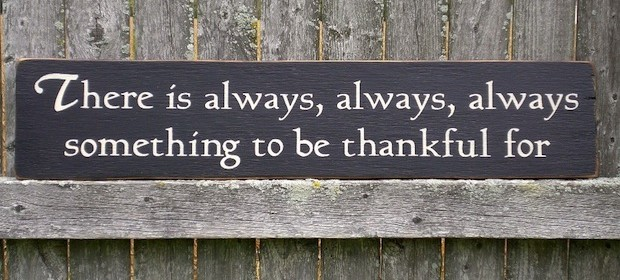 There is always, always, always
something to be thankful for